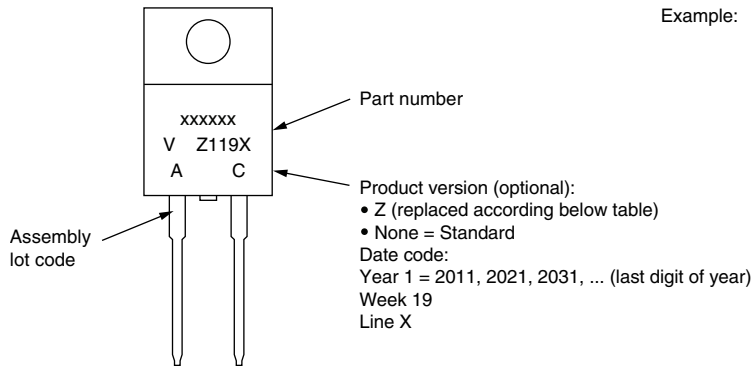 Example:
xxxxxx
V Z119X
A C
Part number
Assembly
lot code
Product version (optional):
• Z (replaced according below table)
• None = Standard
Date code:
Year 1 = 2011, 2021, 2031, ... (last digit of year)
Week 19
Line X